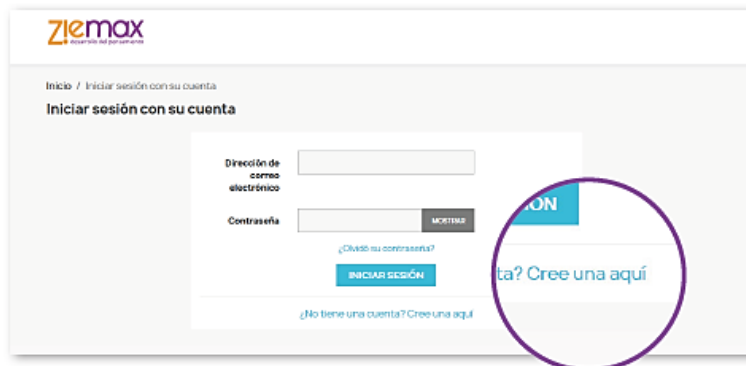 ziemax
desarrollo del pensamiento
Inicio / Iniciar sesión con su cuenta
Iniciar sesión con su cuenta
Dirección de
correo
electrónico
Contraseña
MOSTRAR
¿Olvidó su contraseña?
INICIAR SESIÓN
¿No tiene una cuenta? Cree una aquí
IÓN
ta? Cree una aquí